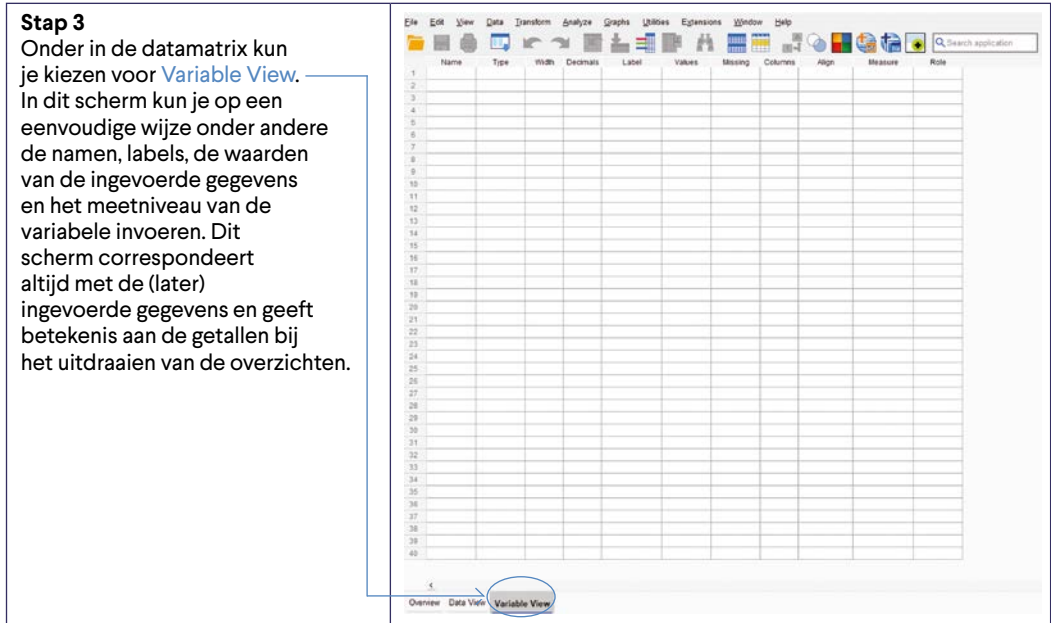 Stap 3
Onder in de datamatrix kun
je kiezen voor Variable View.
In dit scherm kun je op een
eenvoudige wijze onder andere
de namen, labels, de waarden
van de ingevoerde gegevens
en het meetniveau van de
variabele invoeren. Dit
scherm correspondeert
altijd met de (later)
ingevoerde gegevens en geeft
betekenis aan de getallen bij
het uitdraaien van de overzichten.
File Edit View Data Transform Analyze Graphs Utilities Extensions Window Help
Search application
Name Type Width Decimals Label Values Missing Columns Align Measure Role
1
2
3
4
5
6
7
8
9
10
11
12
13
14
15
16
17
18
19
20
21
22
23
24
25
26
27
28
29
30
31
32
33
34
35
36
37
38
39
40
Overview Data View Variable View